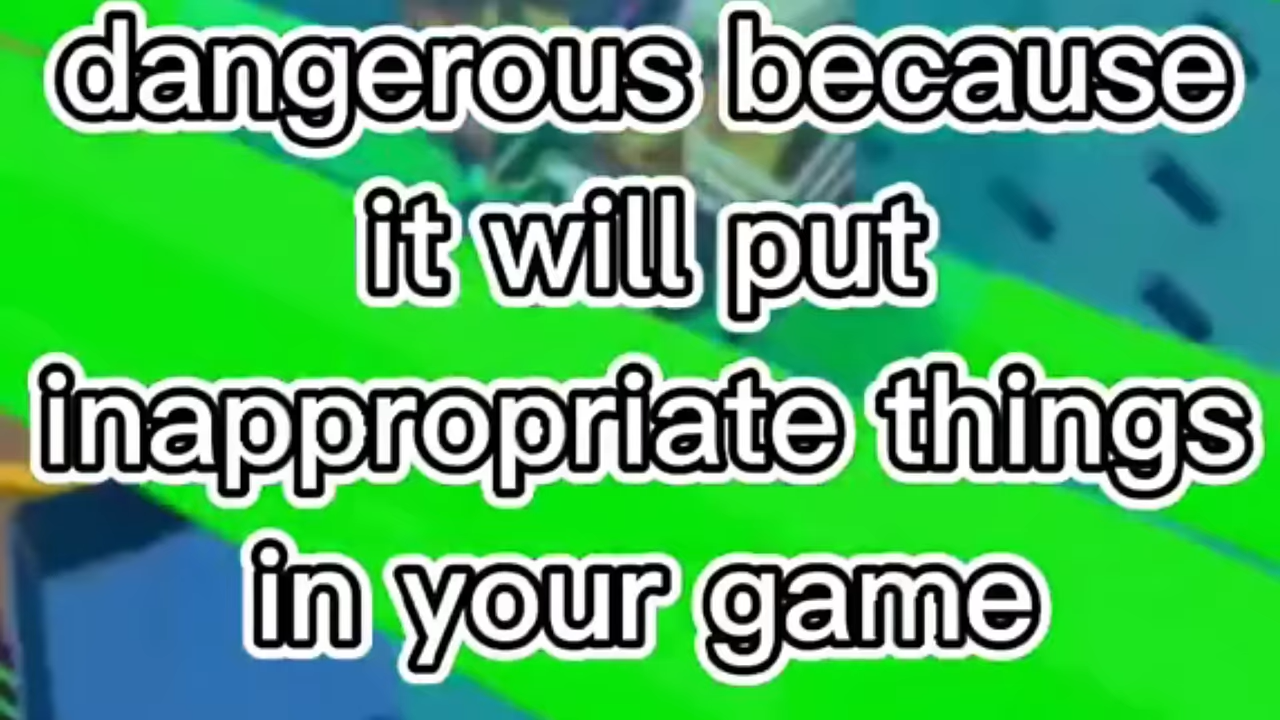 dangerous because
it will put
inappropriate things
in your game